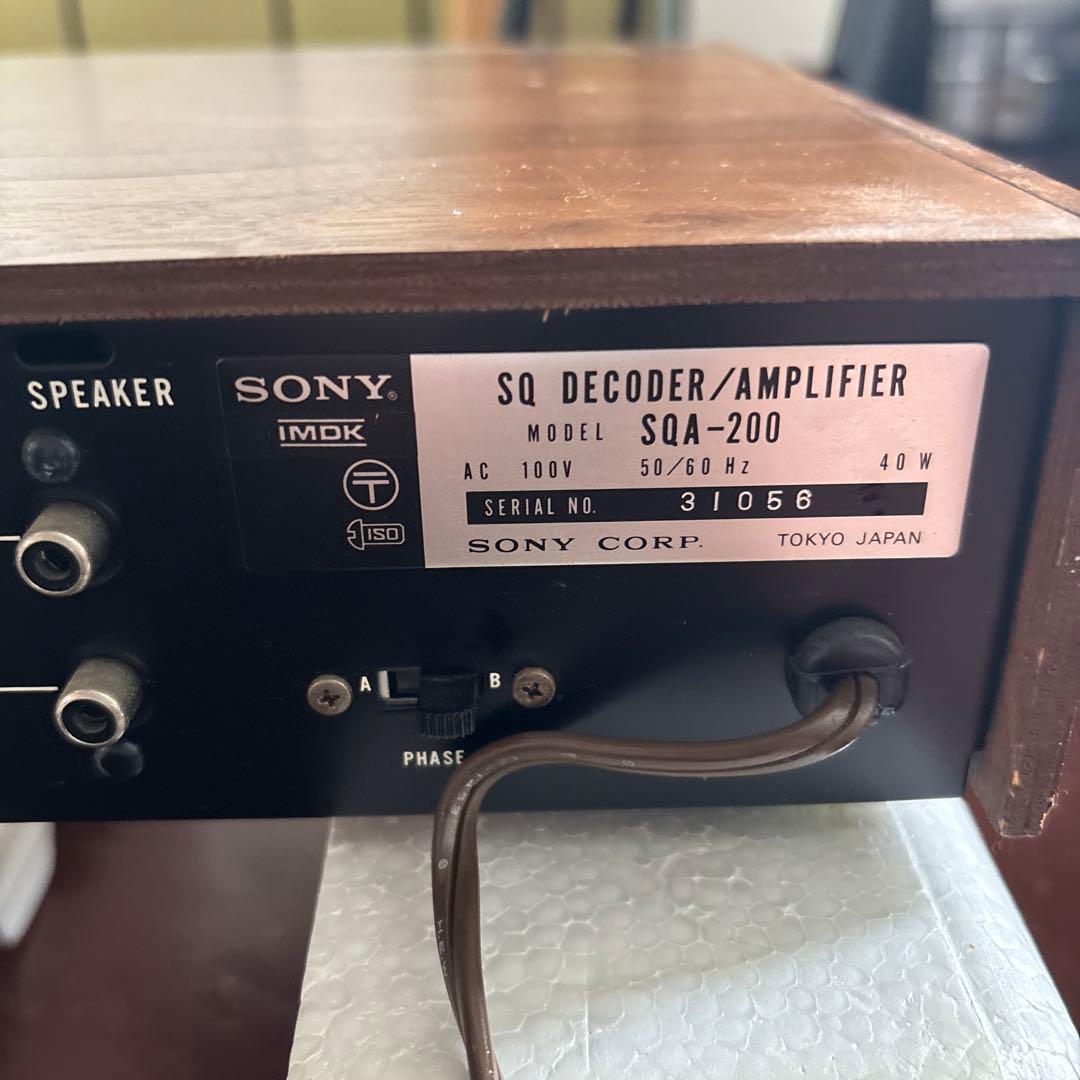 SPEAKER
SONY®
IMDK
〒
ISO
SQ DECODER/AMPLIFIER
MODEL SQA-200
AC 100V 50/60 Hz 40 W
SERIAL NO. 31056
SONY CORP. TOKYO JAPAN
A B
PHASE